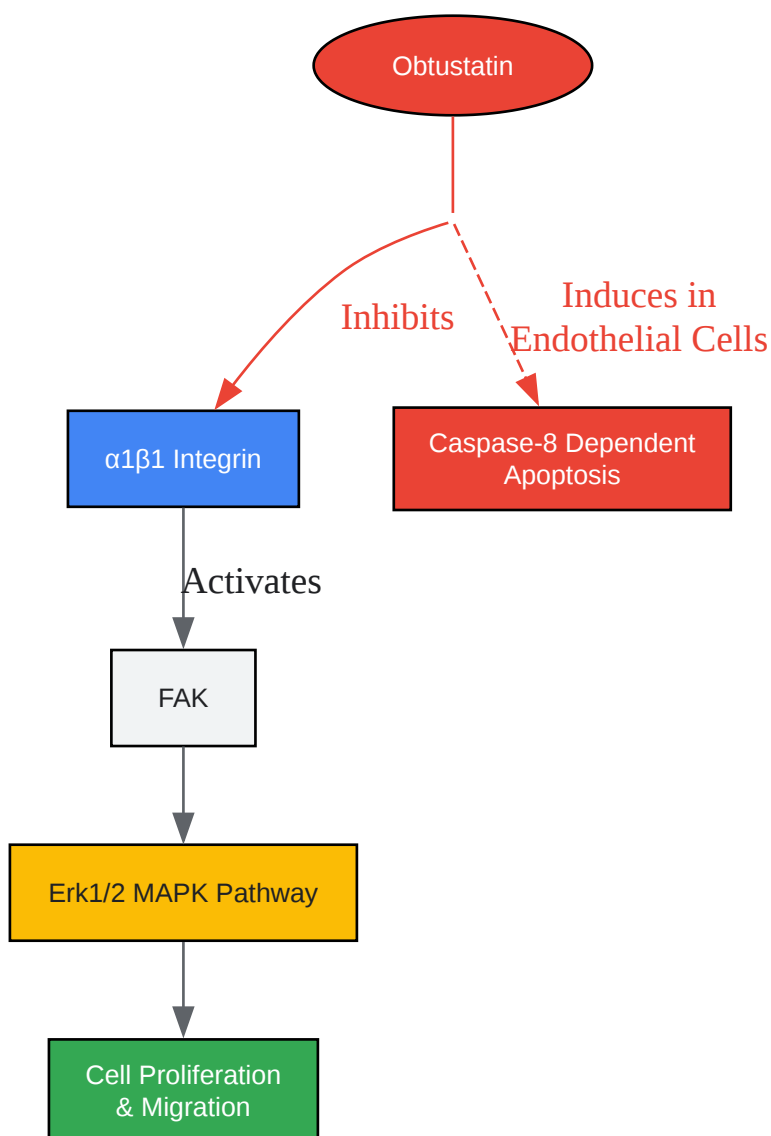 Obtustatin
Inhibits
Induces in
Endothelial Cells
α1β1 Integrin
Caspase-8 Dependent
Apoptosis
Activates
FAK
Erk1/2 MAPK Pathway
Cell Proliferation
& Migration